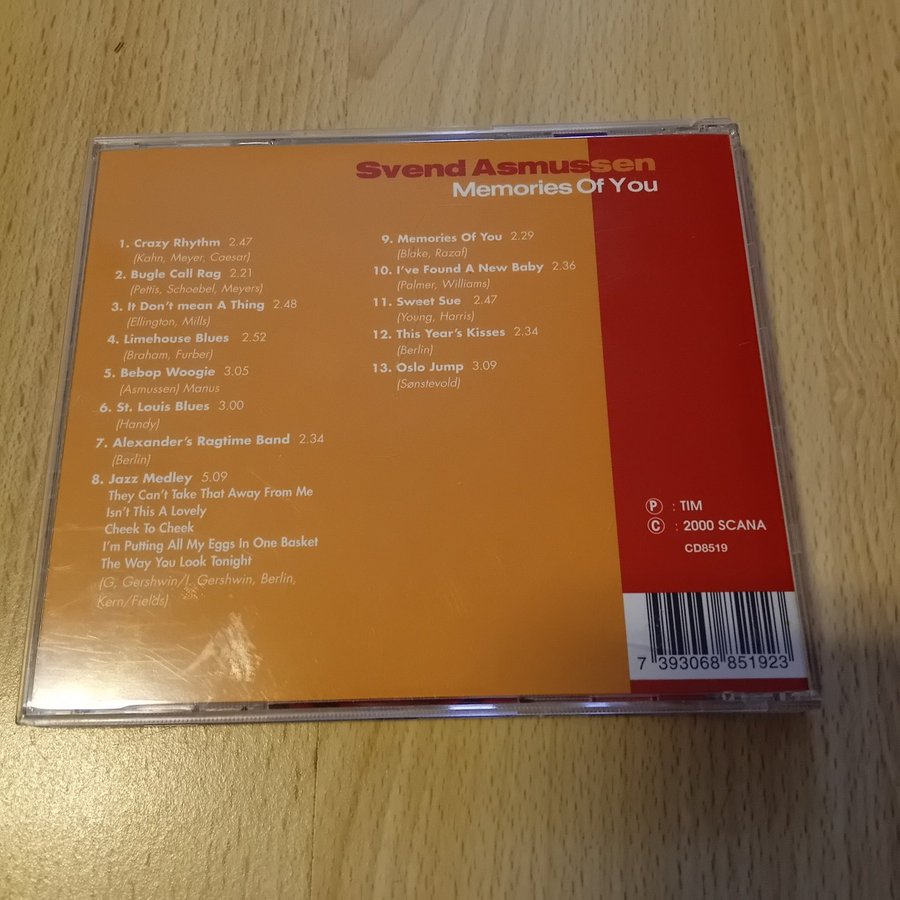 Svend Asmussen
Memories Of You
1. Crazy Rhythm 2.47
(Kahn, Meyer, Caesar)
2. Bugle Call Rag 2.21
(Pettis, Schoebel, Meyers)
3. It Don't mean A Thing 2.48
(Ellington, Mills)
4. Limehouse Blues 2.52
(Braham, Furber)
5. Bebop Woogie 3.05
(Asmussen) Manus
6. St. Louis Blues 3.00
(Handy)
7. Alexander's Ragtime Band 2.34
(Berlin)
8. Jazz Medley 5.09
They Can't Take That Away From Me
Isn't This A Lovely
Cheek To Cheek
I'm Putting All My Eggs In One Basket
The Way You Look Tonight
(G, Gershwin/I. Gershwin, Berlin,
Kern/Fields)
9. Memories Of You 2.29
(Blake, Razaf)
10. I've Found A New Baby 2.36
(Palmer, Williams)
11. Sweet Sue 2.47
(Young, Harris)
12. This Year's Kisses 2.34
(Berlin)
13. Oslo Jump 3.09
(Sønstevold)
Ⓟ : TIM
© : 2000 SCANA
CD8519
7 393068 851923